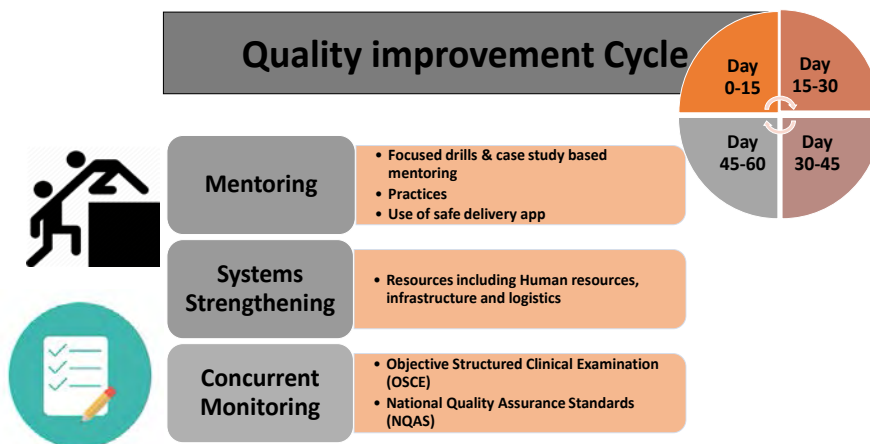 Quality improvement Cycle
Day
0-15
Day
15-30
Day
45-60
Day
30-45
Mentoring
• Focused drills & case study based
mentoring
• Practices
• Use of safe delivery app
Systems
Strengthening
• Resources including Human resources,
infrastructure and logistics
Concurrent
Monitoring
• Objective Structured Clinical Examination
(OSCE)
• National Quality Assurance Standards
(NQAS)